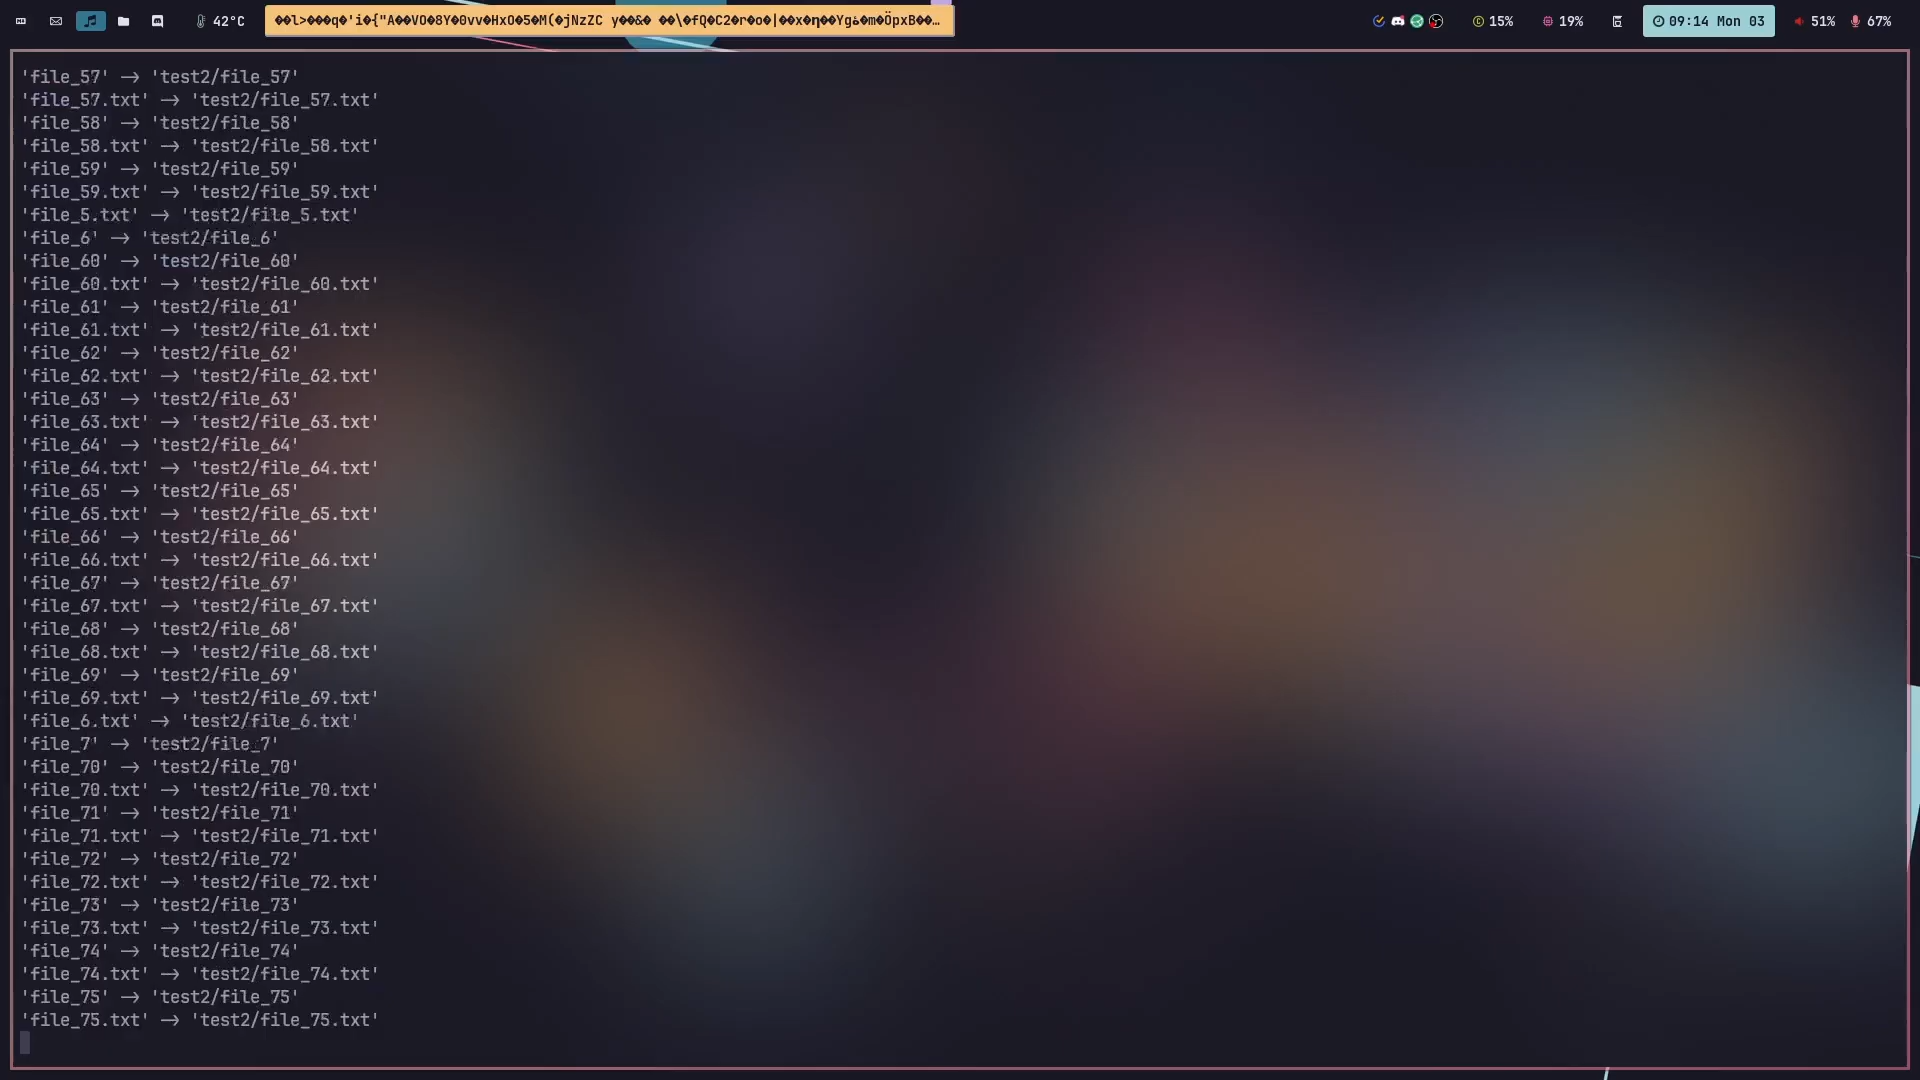 42°C
15%
19%
09:14 Mon 03
51%
67%
'file_57' -> 'test2/file_57'
'file_57.txt' -> 'test2/file_57.txt'
'file_58' -> 'test2/file_58'
'file_58.txt' -> 'test2/file_58.txt'
'file_59' -> 'test2/file_59'
'file_59.txt' -> 'test2/file_59.txt'
'file_5.txt' -> 'test2/file_5.txt'
'file_6' -> 'test2/file_6'
'file_60' -> 'test2/file_60'
'file_60.txt' -> 'test2/file_60.txt'
'file_61' -> 'test2/file_61'
'file_61.txt' -> 'test2/file_61.txt'
'file_62' -> 'test2/file_62'
'file_62.txt' -> 'test2/file_62.txt'
'file_63' -> 'test2/file_63'
'file_63.txt' -> 'test2/file_63.txt'
'file_64' -> 'test2/file_64'
'file_64.txt' -> 'test2/file_64.txt'
'file_65' -> 'test2/file_65'
'file_65.txt' -> 'test2/file_65.txt'
'file_66' -> 'test2/file_66'
'file_66.txt' -> 'test2/file_66.txt'
'file_67' -> 'test2/file_67'
'file_67.txt' -> 'test2/file_67.txt'
'file_68' -> 'test2/file_68'
'file_68.txt' -> 'test2/file_68.txt'
'file_69' -> 'test2/file_69'
'file_69.txt' -> 'test2/file_69.txt'
'file_6.txt' -> 'test2/file_6.txt'
'file_7' -> 'test2/file_7'
'file_70' -> 'test2/file_70'
'file_70.txt' -> 'test2/file_70.txt'
'file_71' -> 'test2/file_71'
'file_71.txt' -> 'test2/file_71.txt'
'file_72' -> 'test2/file_72'
'file_72.txt' -> 'test2/file_72.txt'
'file_73' -> 'test2/file_73'
'file_73.txt' -> 'test2/file_73.txt'
'file_74' -> 'test2/file_74'
'file_74.txt' -> 'test2/file_74.txt'
'file_75' -> 'test2/file_75'
'file_75.txt' -> 'test2/file_75.txt'